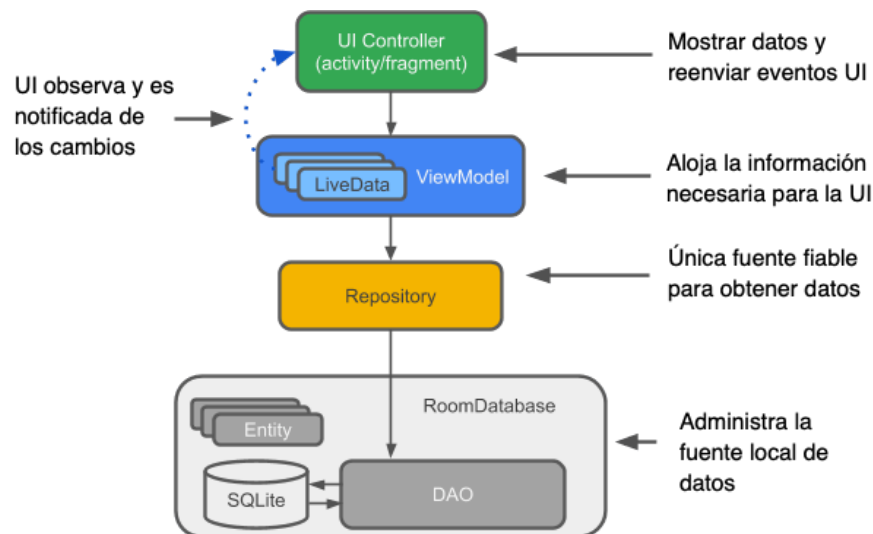 UI Controller
(activity/fragment)
Mostrar datos y
reenviar eventos UI
UI observa y es
notificada de
los cambios
LiveData
ViewModel
Aloja la información
necesaria para la UI
Repository
Única fuente fiable
para obtener datos
RoomDatabase
Entity
SQLite
DAO
Administra la
fuente local de
datos